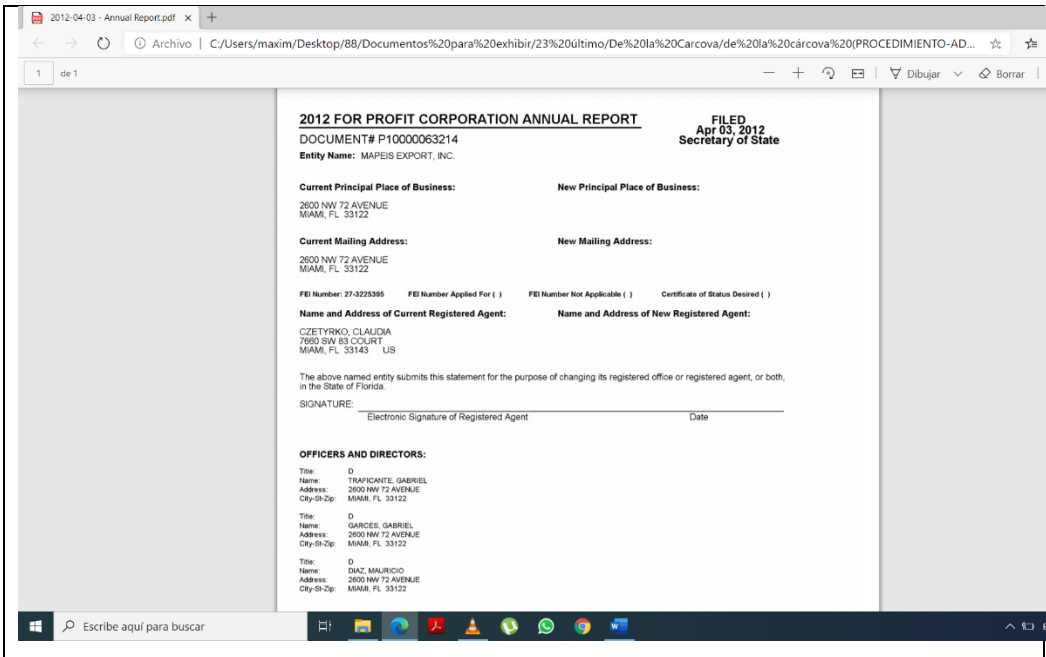 2012-04-03 - Annual Report.pdf
Archivo | C:/Users/maxim/Desktop/88/Documentos%20para%20exhibir/23%20último/De%20la%20Carcova/de%20la%20cárcova%20(PROCEDIMIENTO-AD...
1 de 1
Dibujar Borrar
2012 FOR PROFIT CORPORATION ANNUAL REPORT
FILED
Apr 03, 2012
Secretary of State
DOCUMENT# P10000063214
Entity Name: MAPEIS EXPORT, INC.
Current Principal Place of Business: New Principal Place of Business:
2600 NW 72 AVENUE
MIAMI, FL 33122
Current Mailing Address: New Mailing Address:
2600 NW 72 AVENUE
MIAMI, FL 33122
FEI Number: 27-3225395 FEI Number Applied For ( ) FEI Number Not Applicable ( ) Certificate of Status Desired ( )
Name and Address of Current Registered Agent: Name and Address of New Registered Agent:
CZETYRKO, CLAUDIA
7660 SW 83 COURT
MIAMI, FL 33143 US
The above named entity submits this statement for the purpose of changing its registered office or registered agent, or both,
in the State of Florida.
SIGNATURE:
Electronic Signature of Registered Agent Date
OFFICERS AND DIRECTORS:
Title: D
Name: TRAFICANTE, GABRIEL
Address: 2600 NW 72 AVENUE
City-St-Zip: MIAMI, FL 33122
Title: D
Name: GARCES, GABRIEL
Address: 2600 NW 72 AVENUE
City-St-Zip: MIAMI, FL 33122
Title: D
Name: DIAZ, MAURICIO
Address: 2600 NW 72 AVENUE
City-St-Zip: MIAMI, FL 33122
Escribe aquí para buscar